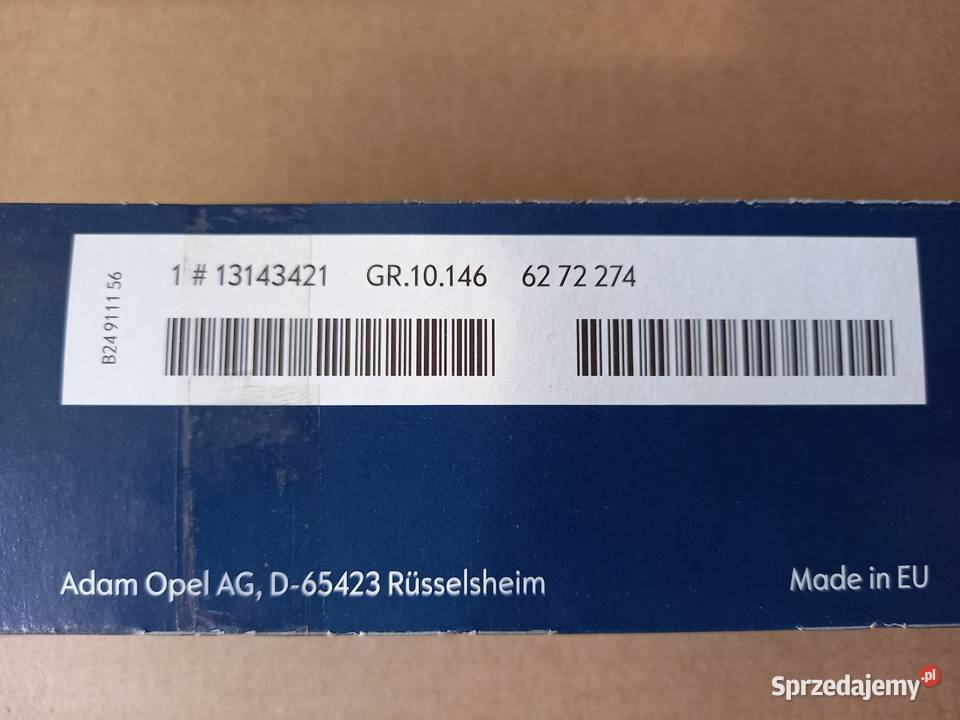 1 # 13143421 GR.10.146 62 72 274
B24 9111 56
Adam Opel AG, D-65423 Rüsselsheim
Made in EU
Sprzedajemy.pl